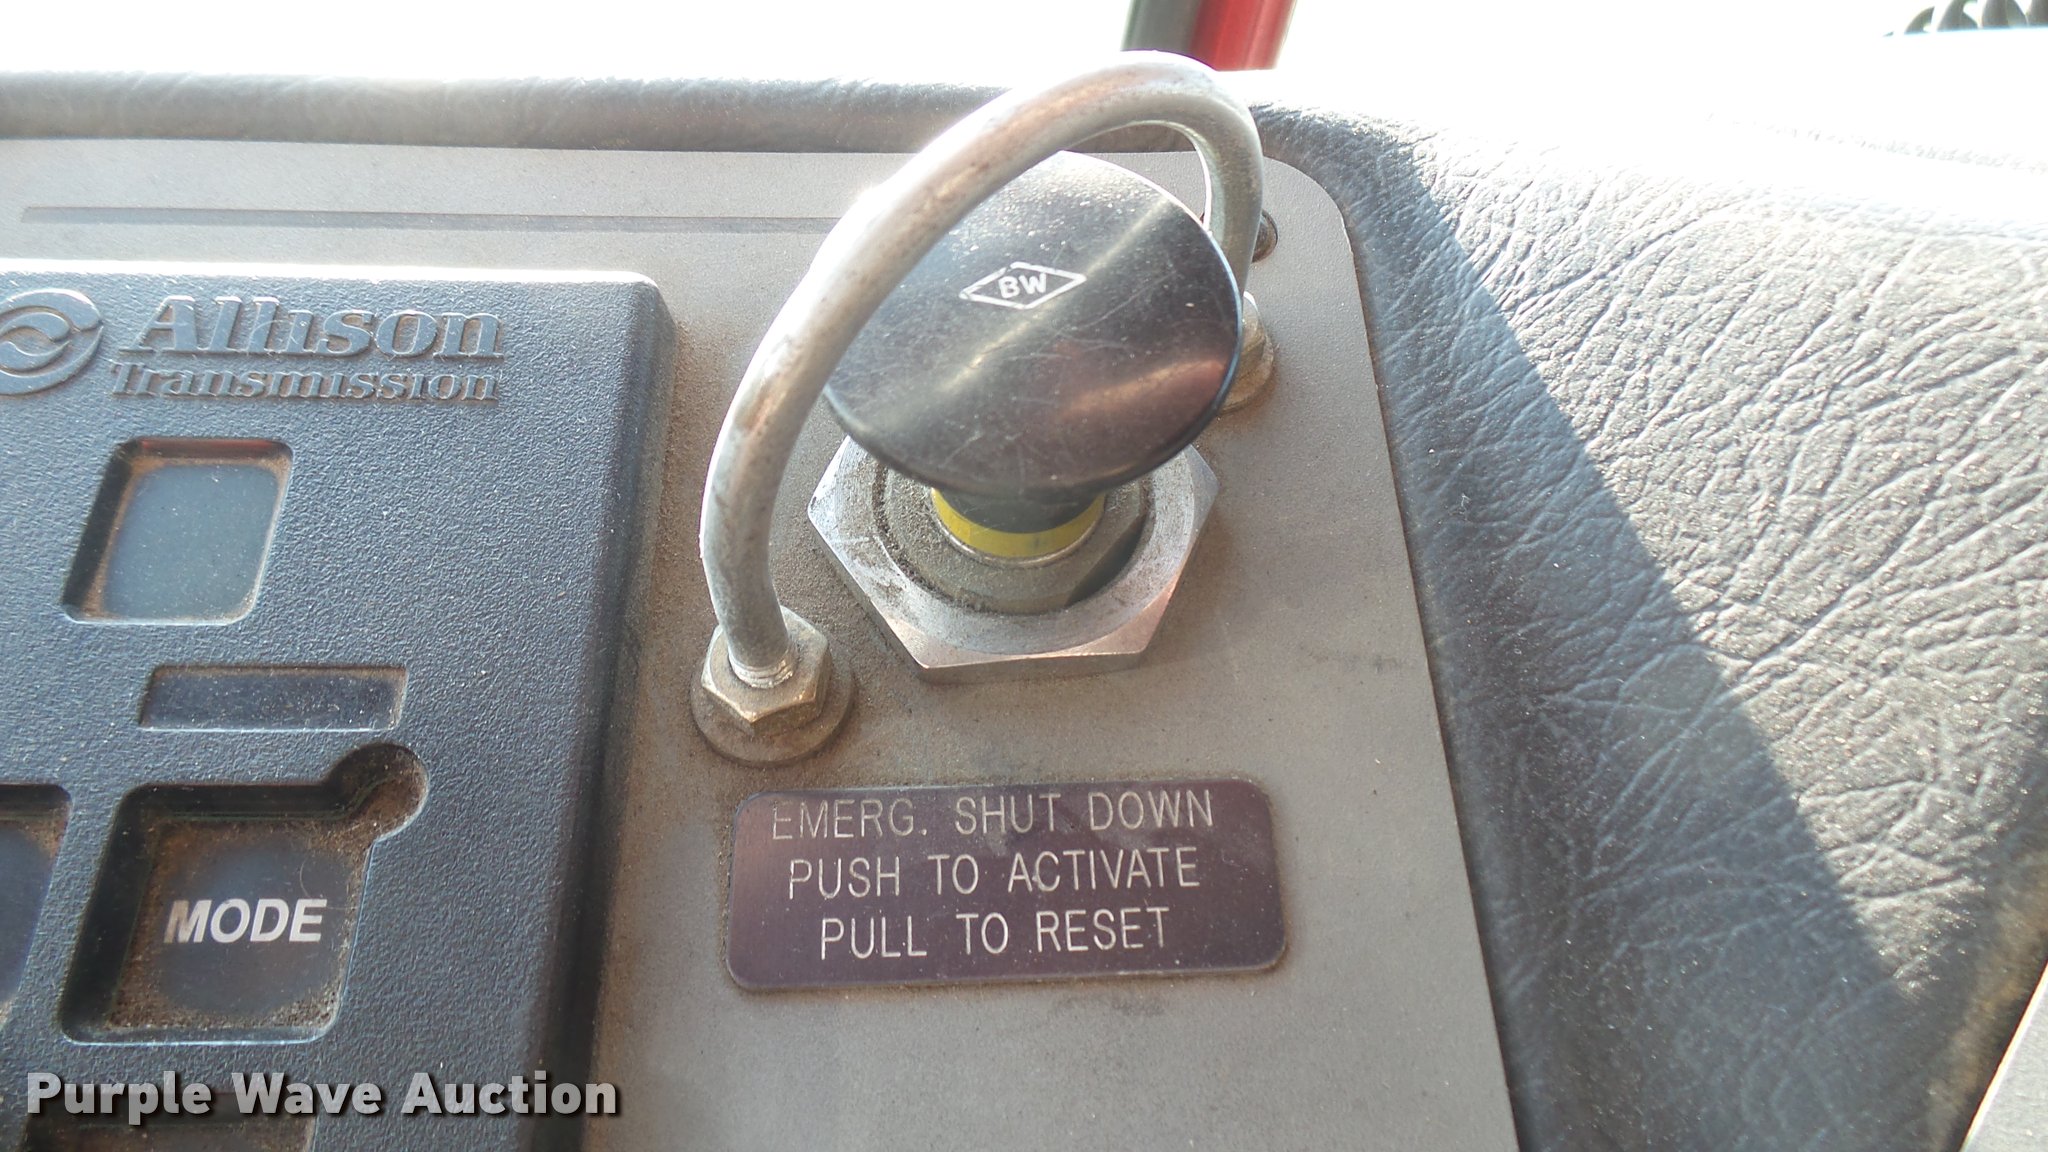 BW
Allison
Transmission
MODE
EMERG. SHUT DOWN
PUSH TO ACTIVATE
PULL TO RESET
Purple Wave Auction